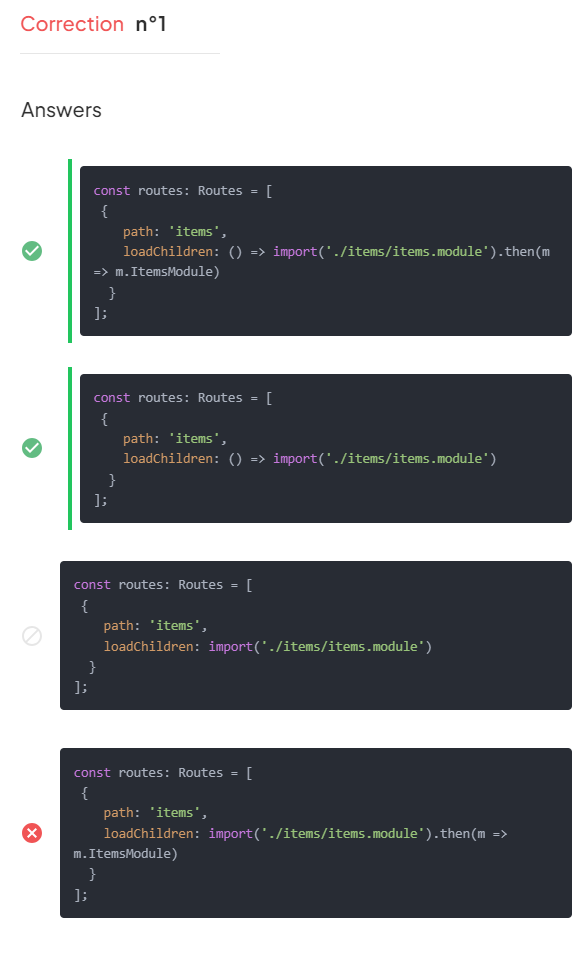 Correction n°1
Answers
const routes: Routes = [
 {
    path: 'items',
    loadChildren: () => import('./items/items.module').then(m
=> m.ItemsModule)
  }
];
const routes: Routes = [
 {
    path: 'items',
    loadChildren: () => import('./items/items.module')
  }
];
const routes: Routes = [
 {
    path: 'items',
    loadChildren: import('./items/items.module')
  }
];
const routes: Routes = [
 {
    path: 'items',
    loadChildren: import('./items/items.module').then(m =>
m.ItemsModule)
  }
];